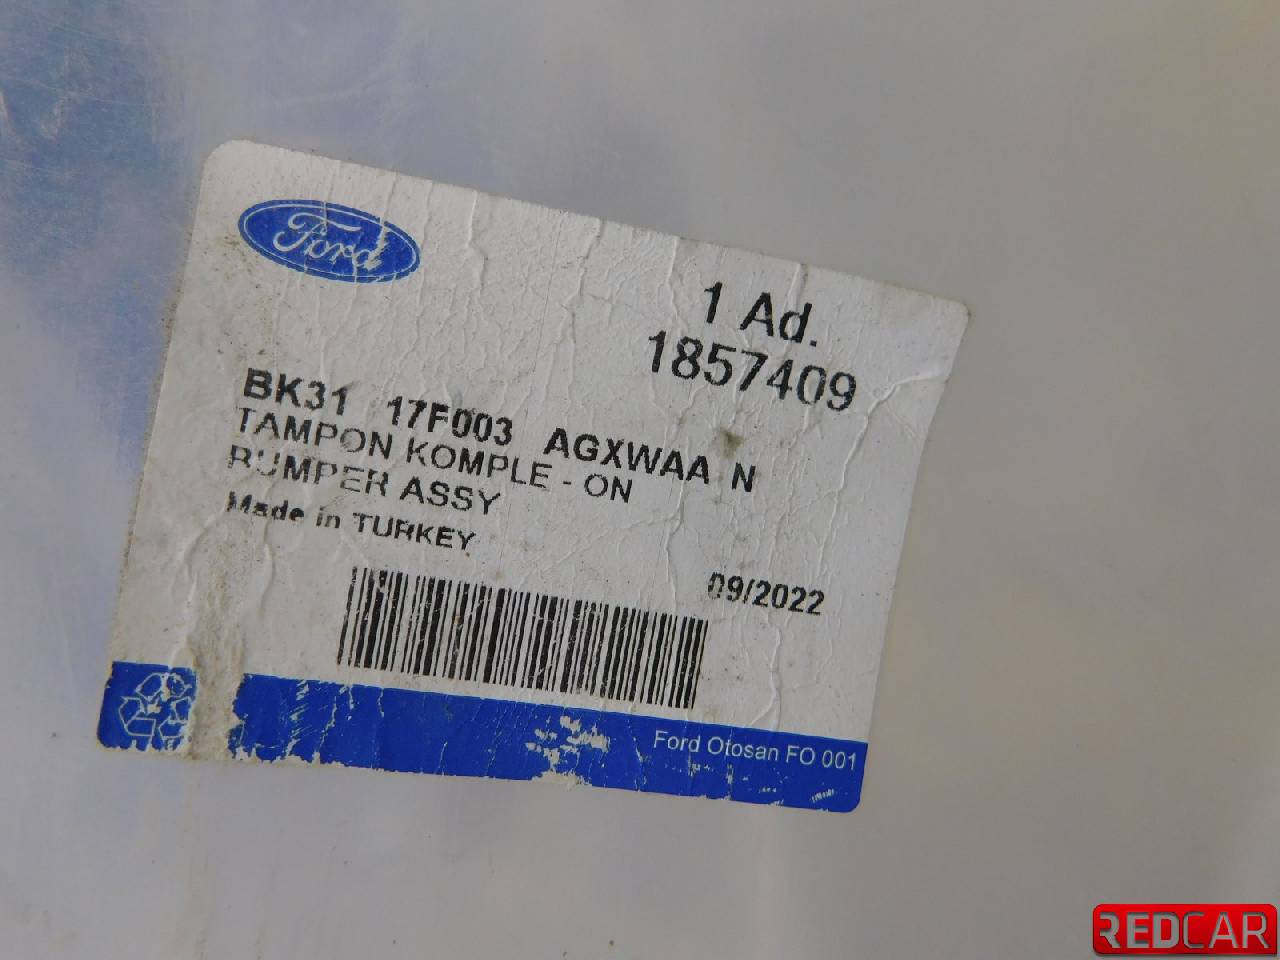 Ford
1 Ad.
1857409
BK31 17F003 AGXWAA N
TAMPON KOMPLE - ON
BUMPER ASSY
Made in TURKEY
09/2022
Ford Otosan FO 001
REDCAR